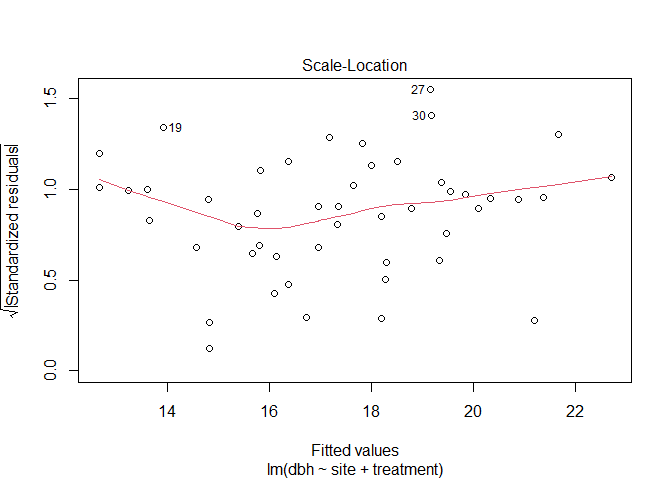 Scale-Location
√|Standardized residuals|
1.5
1.0
0.5
0.0
27
30
19
14 16 18 20 22
Fitted values
lm(dbh ~ site + treatment)